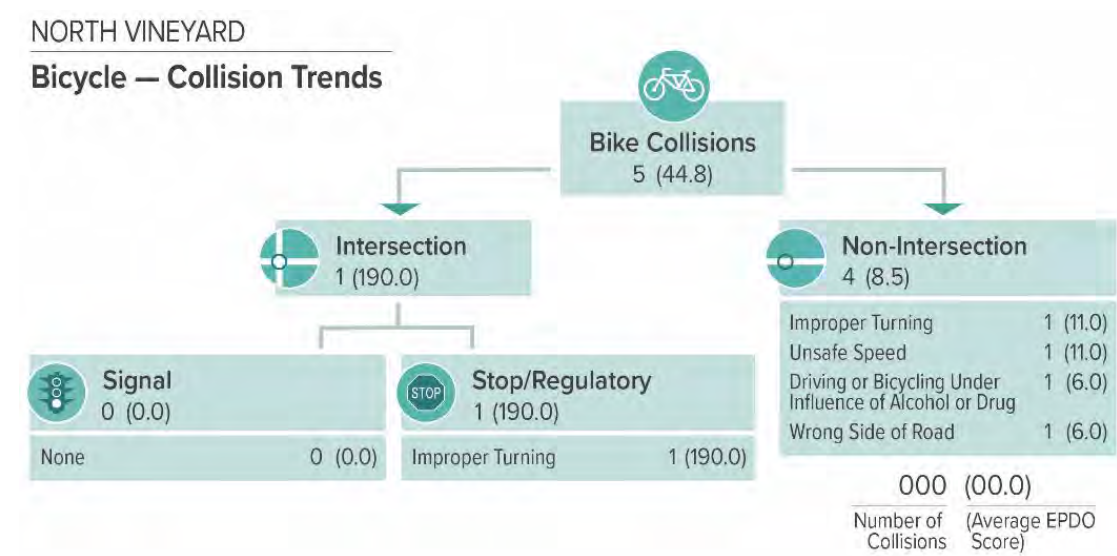 NORTH VINEYARD
Bicycle — Collision Trends
Bike Collisions
5 (44.8)
Intersection
1 (190.0)
Non-Intersection
4 (8.5)
Improper Turning 1 (11.0)
Unsafe Speed 1 (11.0)
Driving or Bicycling Under 1 (6.0)
Influence of Alcohol or Drug
Wrong Side of Road 1 (6.0)
Signal
0 (0.0)
None 0 (0.0)
STOP
Stop/Regulatory
1 (190.0)
Improper Turning 1 (190.0)
000 (00.0)
Number of (Average EPDO
Collisions Score)